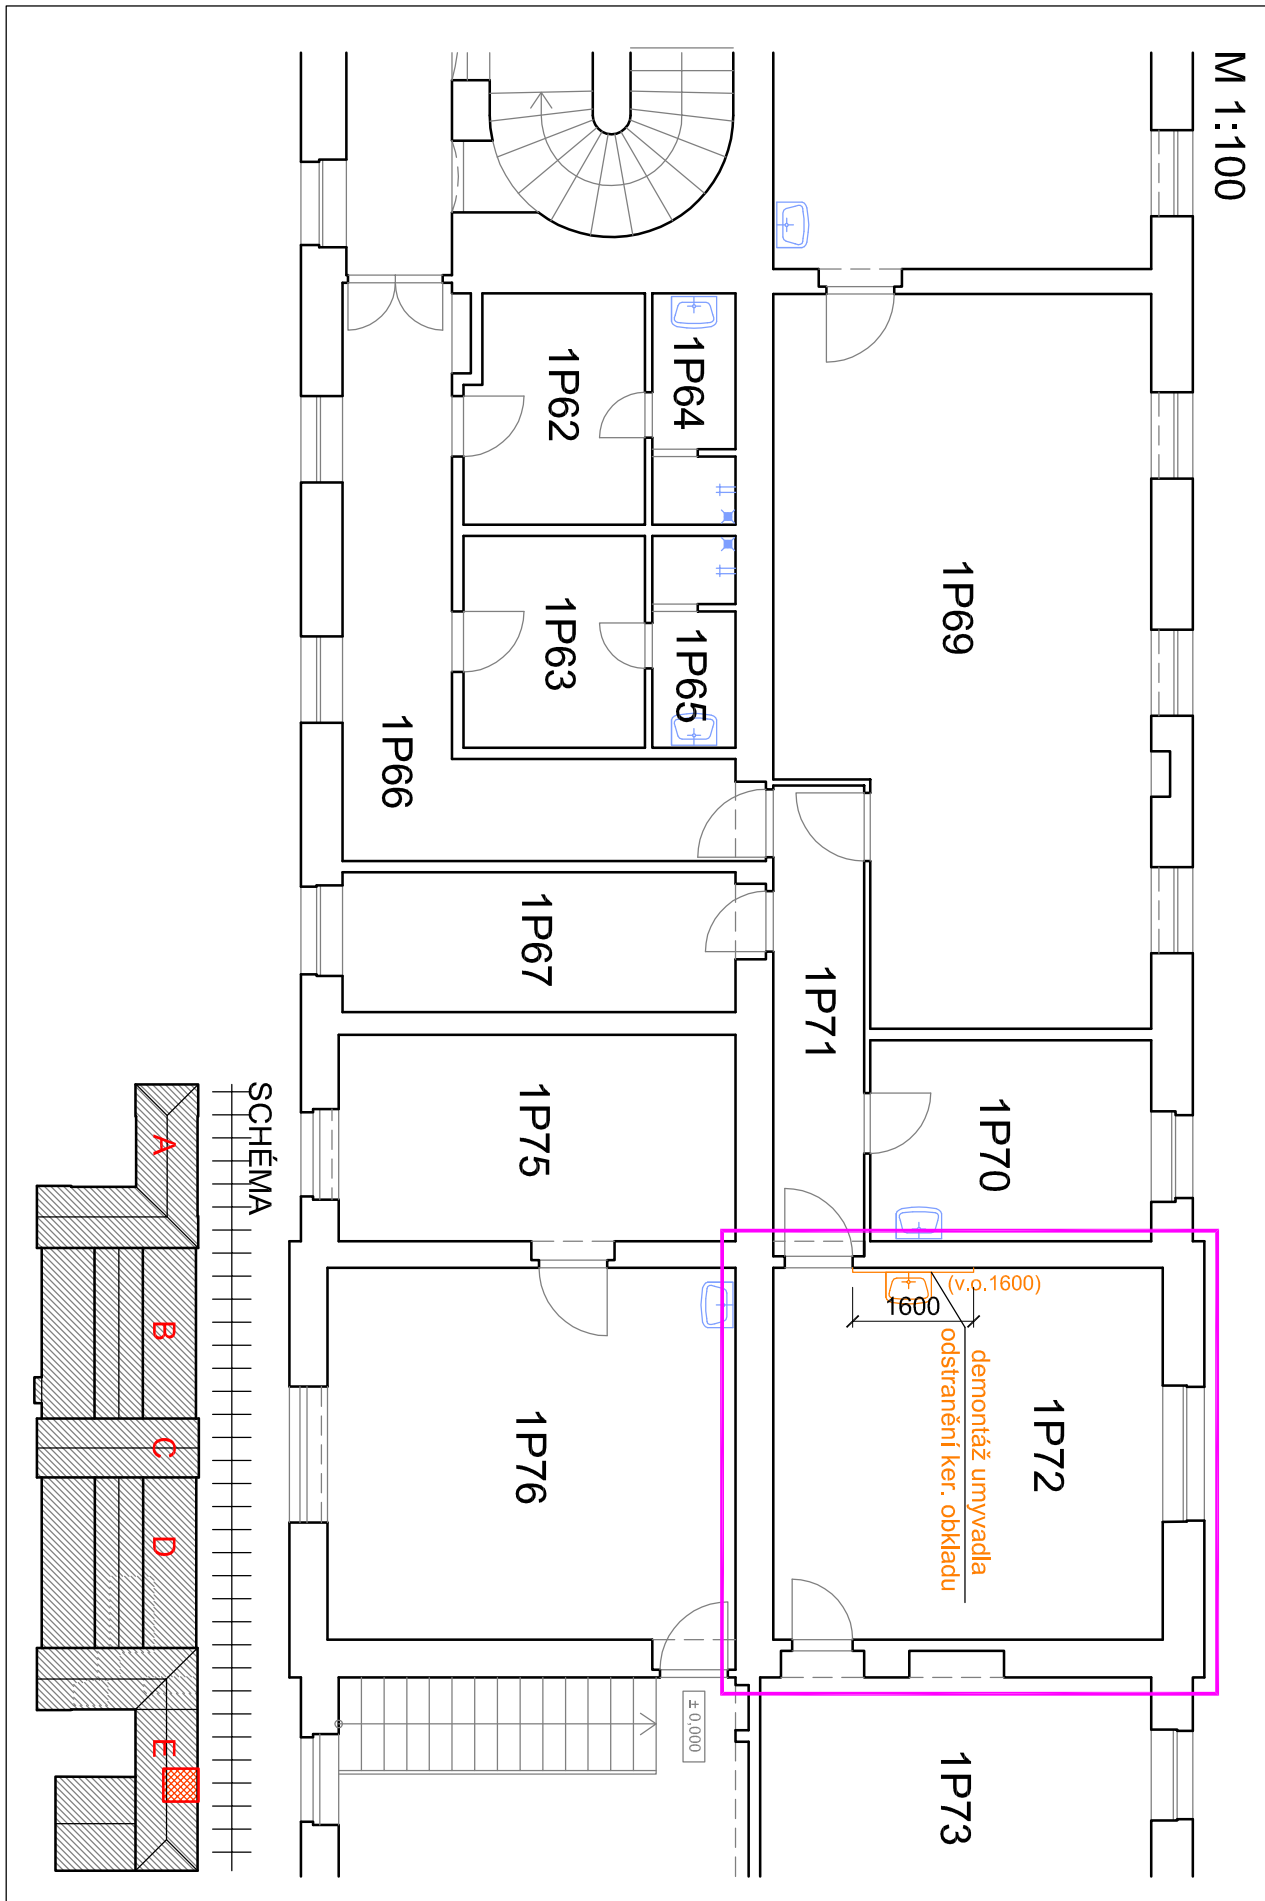 M 1:100
1P64
1P62
1P69
1P63
1P65
1P66
1P67
1P71
1P75
1P70
(v.o.1600)
1600
demontáž umyvadla
odstranění ker. obkladu
1P72
1P76
± 0,000
1P73
SCHÉMA
A
B
C
D
E